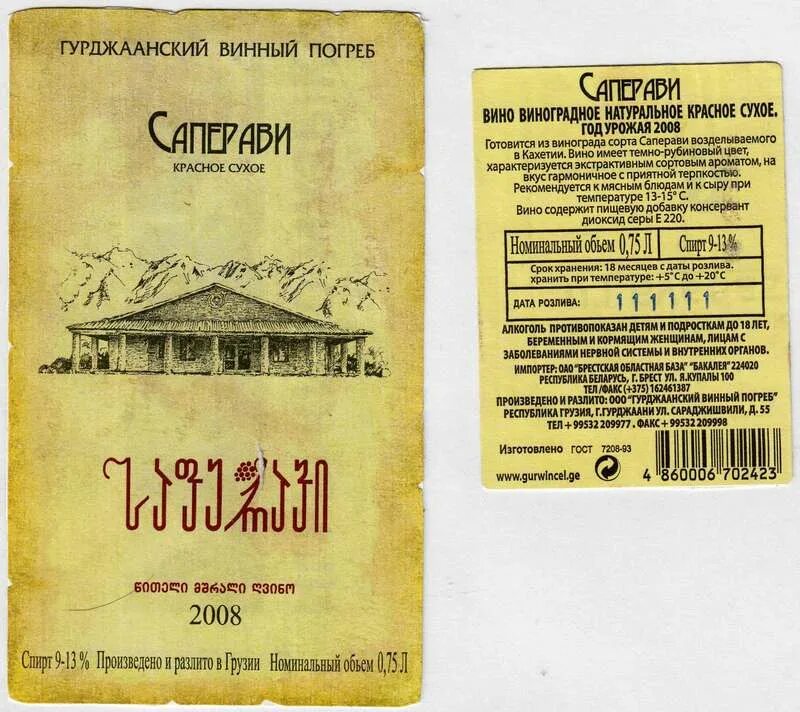 ГУРДЖААНСКИЙ ВИННЫЙ ПОГРЕБ
САПЕРАВИ
КРАСНОЕ СУХОЕ
საფერავი
წითელი მშრალი ღვინო
2008
Спирт 9-13 % Произведено и разлито в Грузии Номинальный обьем 0,75 Л
САПЕРАВИ
ВИНО ВИНОГРАДНОЕ НАТУРАЛЬНОЕ КРАСНОЕ СУХОЕ.
ГОД УРОЖАЯ 2008
Готовится из винограда сорта Саперави возделываемого
в Кахетии. Вино имеет темно-рубиновый цвет,
характеризуется экстрактивным сортовым ароматом, на
вкус гармоничное с приятной терпкостью.
Рекомендуется к мясным блюдам и к сыру при
температуре 13-15° С.
Вино содержит пищевую добавку консервант
диоксид серы Е 220.
Номинальный обьем 0,75 Л Спирт 9-13%
Срок хранения: 18 месяцев с даты розлива.
хранить при температуре: +5°С до +20°С
ДАТА РОЗЛИВА: 111111
АЛКОГОЛЬ ПРОТИВОПОКАЗАН ДЕТЯМ И ПОДРОСТКАМ ДО 18 ЛЕТ,
БЕРЕМЕННЫМ И КОРМЯЩИМ ЖЕНЩИНАМ, ЛИЦАМ С
ЗАБОЛЕВАНИЯМИ НЕРВНОЙ СИСТЕМЫ И ВНУТРЕННИХ ОРГАНОВ.
ИМПОРТЕР: ОАО "БРЕСТСКАЯ ОБЛАСТНАЯ БАЗА" "БАКАЛЕЯ" 224020
РЕСПУБЛИКА БЕЛАРУСЬ, Г. БРЕСТ УЛ. Я.КУПАЛЫ 100
ТЕЛ/ФАКС (+375) 162461387
ПРОИЗВЕДЕНО И РАЗЛИТО: ООО "ГУРДЖААНСКИЙ ВИННЫЙ ПОГРЕБ"
РЕСПУБЛИКА ГРУЗИЯ, Г.ГУРДЖААНИ УЛ. САРАДЖИШВИЛИ, Д. 55
ТЕЛ + 99532 209977 . ФАКС + 99532 209998
Изготовлено ГОСТ 7208-93
www.gurwincel.ge
4 860006 702423